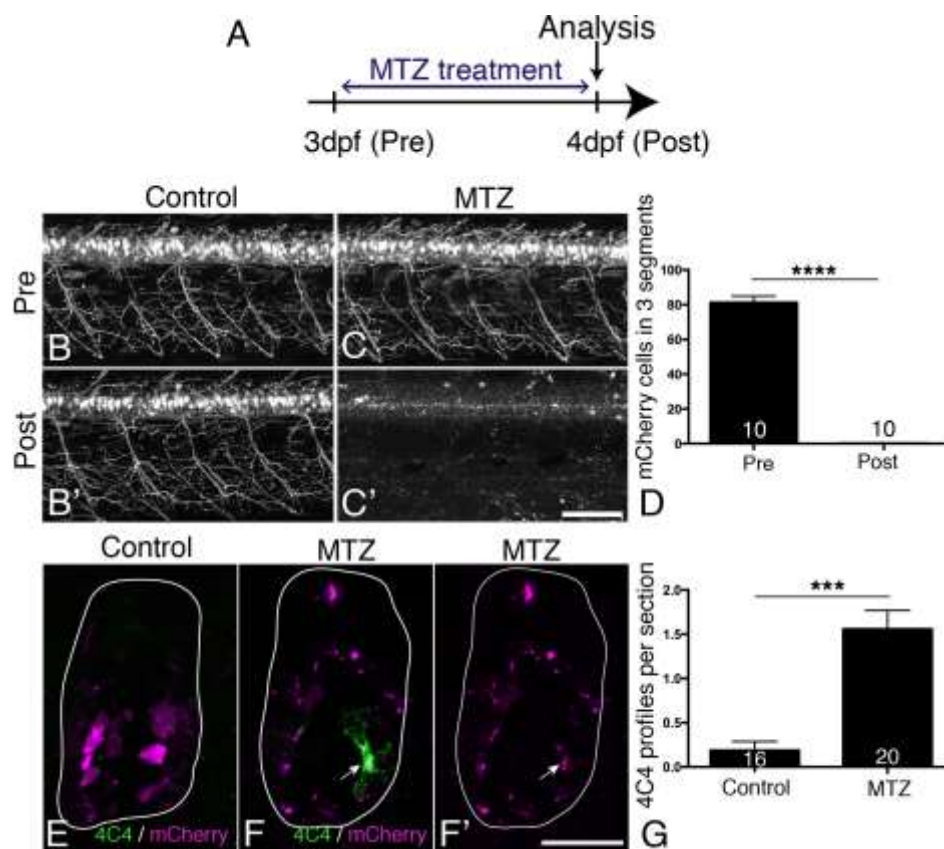 A
Analysis
MTZ treatment
3dpf (Pre)
4dpf (Post)
Control
MTZ
Pre
B
C
Post
B'
C'
mCherry cells in 3 segments
100
80
60
40
20
0
****
10
10
Pre
Post
D
Control
MTZ
MTZ
E
4C4 / mCherry
F
4C4 / mCherry
F'
4C4 profiles per section
2.0
1.5
1.0
0.5
0.0
***
16
20
Control
MTZ
G